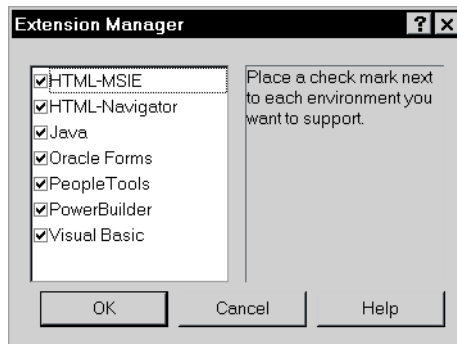 Extension Manager
HTML-MSIE
HTML-Navigator
Java
Oracle Forms
PeopleTools
PowerBuilder
Visual Basic
Place a check mark next
to each environment you
want to support.
OK
Cancel
Help